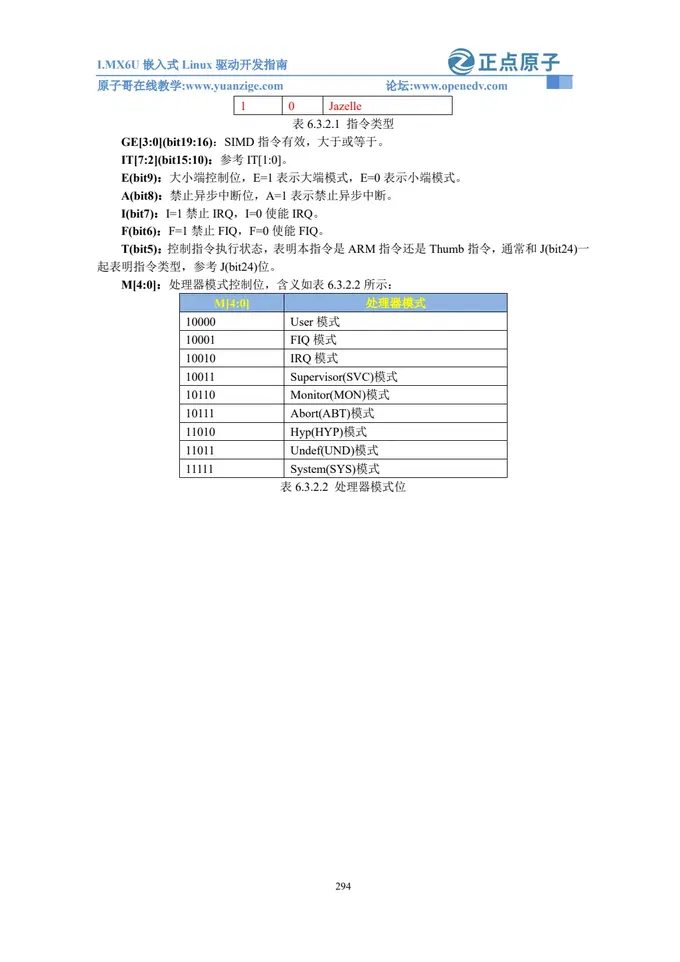 I.MX6U 嵌入式 Linux 驱动开发指南
正点原子
原子哥在线教学:www.yuanzige.com 论坛:www.openedv.com
1 0 Jazelle
表 6.3.2.1 指令类型
GE[3:0](bit19:16)：SIMD 指令有效，大于或等于。
IT[7:2](bit15:10)：参考 IT[1:0]。
E(bit9)：大小端控制位，E=1 表示大端模式，E=0 表示小端模式。
A(bit8)：禁止异步中断位，A=1 表示禁止异步中断。
I(bit7)：I=1 禁止 IRQ，I=0 使能 IRQ。
F(bit6)：F=1 禁止 FIQ，F=0 使能 FIQ。
T(bit5)：控制指令执行状态，表明本指令是 ARM 指令还是 Thumb 指令，通常和 J(bit24)一
起表明指令类型，参考 J(bit24)位。
M[4:0]：处理器模式控制位，含义如表 6.3.2.2 所示：
M[4:0] 处理器模式
10000 User 模式
10001 FIQ 模式
10010 IRQ 模式
10011 Supervisor(SVC)模式
10110 Monitor(MON)模式
10111 Abort(ABT)模式
11010 Hyp(HYP)模式
11011 Undef(UND)模式
11111 System(SYS)模式
表 6.3.2.2 处理器模式位
294